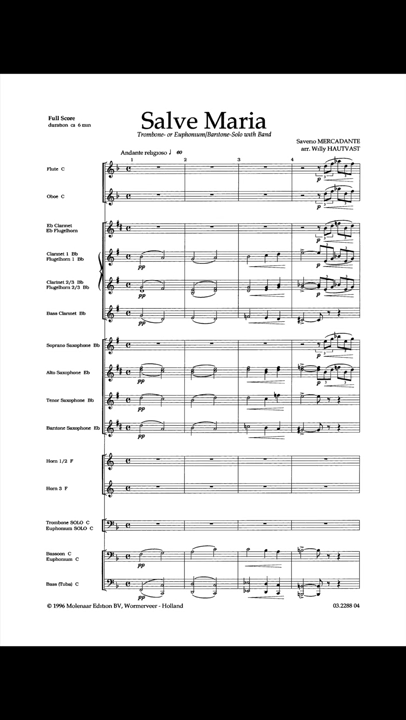 Full Score
duration ca 6 min
Salve Maria
Trombone- or Euphonium/Baritone-Solo with Band
Saveno MERCADANTE
arr. Willy HAUTVAST
Andante religioso ♩ 60
1 2 3 4
Flute C
p
Oboe C
p
Eb Clarinet
Eb Flugelhorn
Clarinet 1 Bb
Flugelhorn 1 Bb
pp
p
Clarinet 2/3 Bb
Flugelhorn 2/3 Bb
pp
p
Bass Clarinet Bb
pp
Soprano Saxophone Bb
p
Alto Saxophone Eb
pp
p
Tenor Saxophone Bb
pp
Baritone Saxophone Eb
pp
Horn 1/2 F
Horn 3 F
Trombone SOLO C
Euphonium SOLO C
Bassoon C
Euphonium C
pp
Bass (Tuba) C
pp
© 1996 Molenaar Edition BV, Wormerveer - Holland
03.2288 04